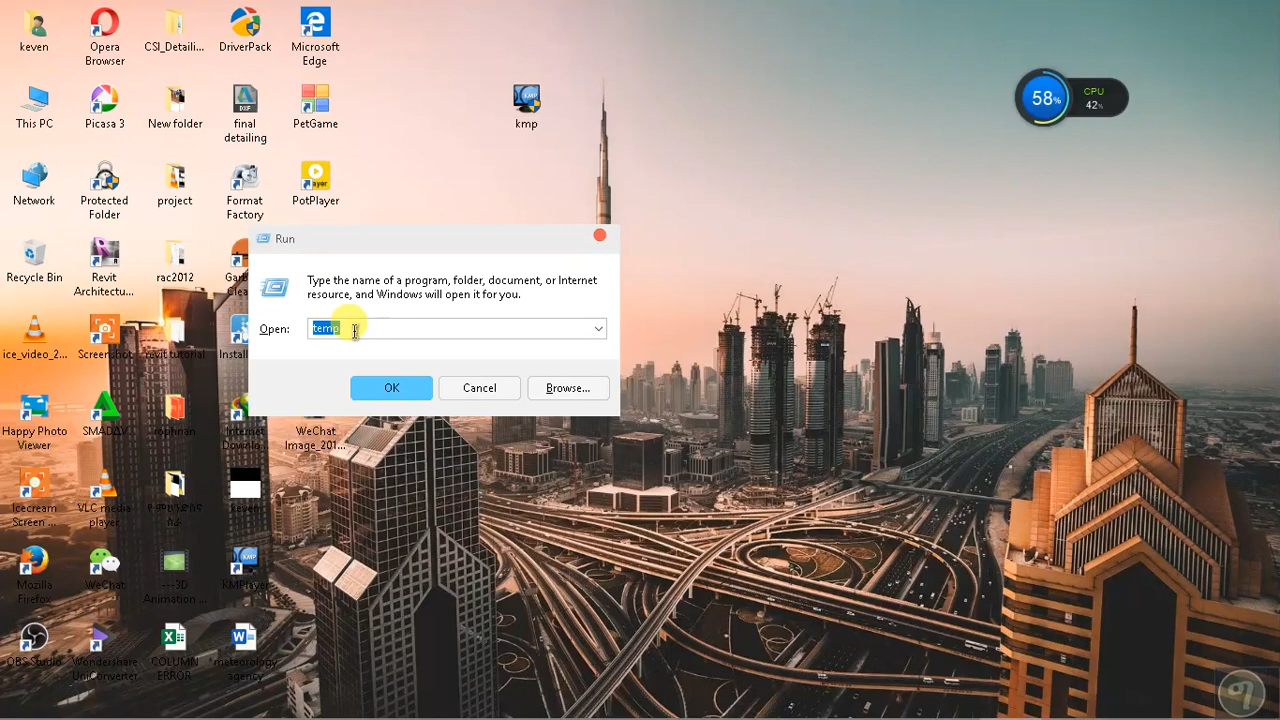 keven
Opera
Browser
CSI_Detaili...
DriverPack
Microsoft
Edge
This PC
Picasa 3
New folder
final
detailing
PetGame
kmp
58%
CPU
42%
Network
Protected
Folder
project
Format
Factory
PotPlayer
Recycle Bin
Revit
Architectu...
rac2012
Run
Type the name of a program, folder, document, or Internet
resource, and Windows will open it for you.
Open:
temp
OK
Cancel
Browse...
ice_video_2...
Screenshot
revit tutorial
Happy Photo
Viewer
SMADAV
rophnan
Internet
Downlo...
WeChat
Image_201...
Icecream
Screen ...
VLC media
player
keven
Mozilla
Firefox
WeChat
---3D
Animation ...
KMPlayer
OBS Studio
Wondershare
UniConverter
COLUMN
ERROR
meteorology
agency